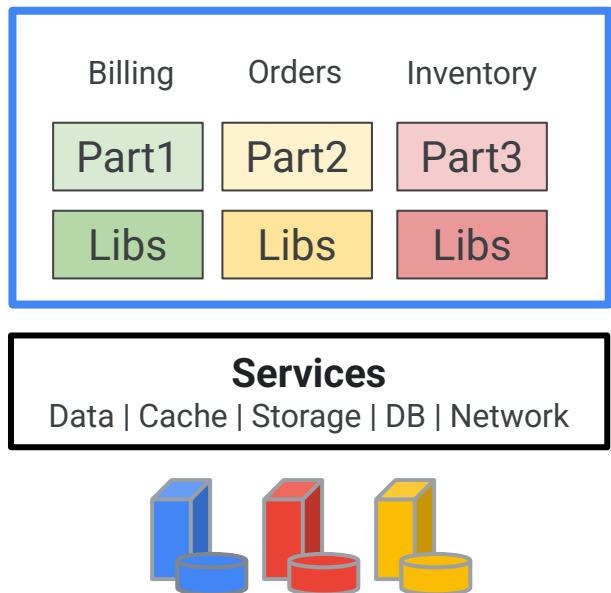 Billing Orders Inventory
Part1 Part2 Part3
Libs Libs Libs
Services
Data | Cache | Storage | DB | Network